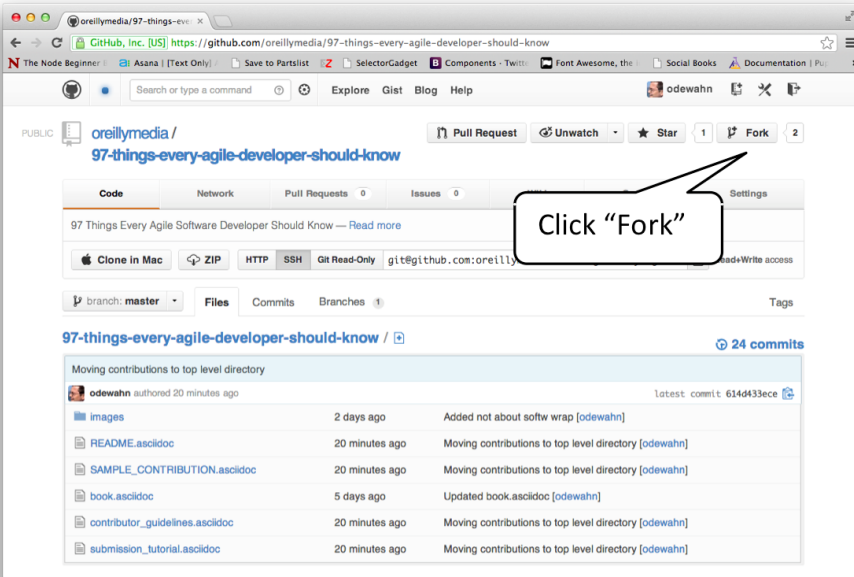 oreillymedia/97-things-ever
GitHub, Inc. [US] https://github.com/oreillymedia/97-things-every-agile-developer-should-know
The Node Beginner Asana | [Text Only] Save to Partslist SelectorGadget Components · Twitt Font Awesome, the Social Books Documentation | Pu
Search or type a command Explore Gist Blog Help odewahn
PUBLIC oreillymedia / Pull Request Unwatch Star 1 Fork 2
97-things-every-agile-developer-should-know
Code Network Pull Requests 0 Issues 0 Settings
Click “Fork”
97 Things Every Agile Software Developer Should Know — Read more
Clone in Mac ZIP HTTP SSH Git Read-Only git@github.com:oreilly ead+Write access
branch: master Files Commits Branches 1 Tags
97-things-every-agile-developer-should-know / 24 commits
Moving contributions to top level directory
odewahn authored 20 minutes ago latest commit 614d433ece
images 2 days ago Added not about softw wrap [odewahn]
README.asciidoc 20 minutes ago Moving contributions to top level directory [odewahn]
SAMPLE_CONTRIBUTION.asciidoc 20 minutes ago Moving contributions to top level directory [odewahn]
book.asciidoc 5 days ago Updated book.asciidoc [odewahn]
contributor_guidelines.asciidoc 20 minutes ago Moving contributions to top level directory [odewahn]
submission_tutorial.asciidoc 20 minutes ago Moving contributions to top level directory [odewahn]